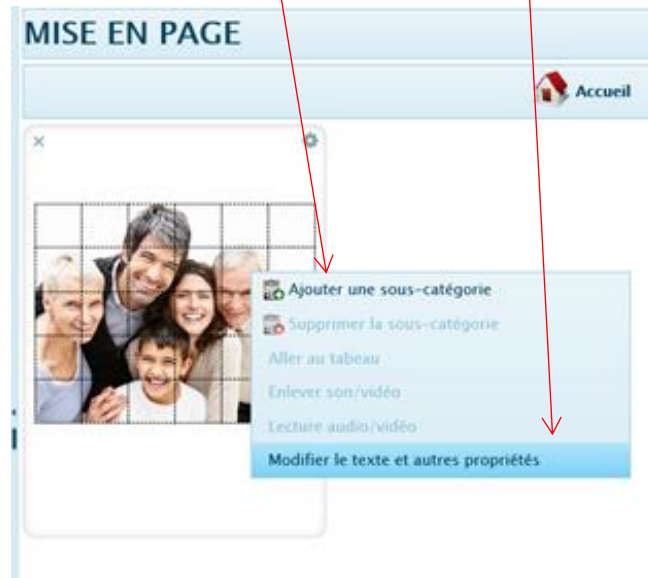 MISE EN PAGE
Accueil
Ajouter une sous-catégorie
Supprimer la sous-catégorie
Aller au tabeau
Enlever son/vidéo
Lecture audio/vidéo
Modifier le texte et autres propriétés